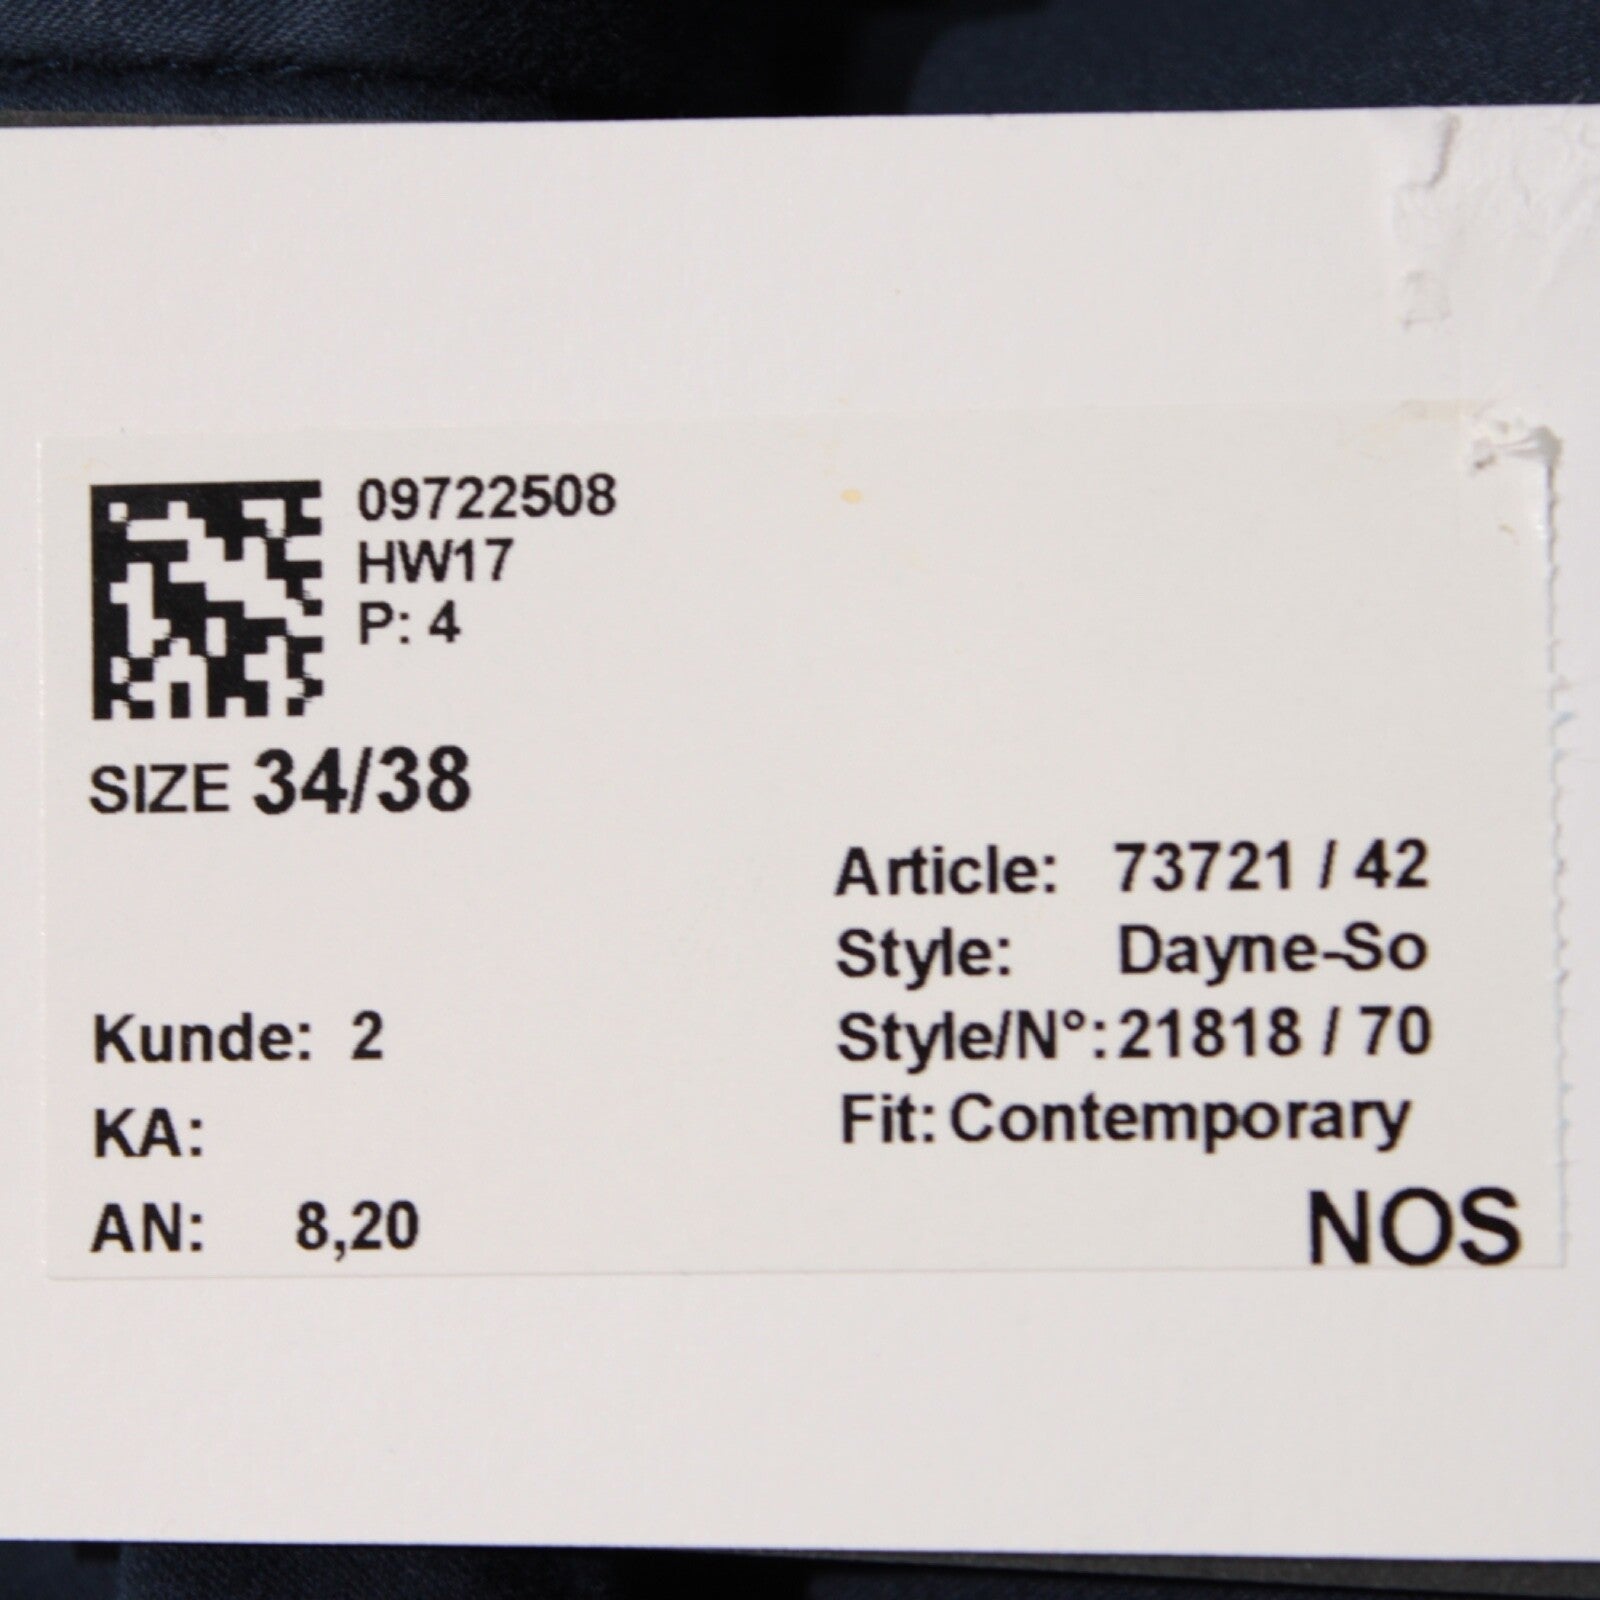 09722508
HW17
P: 4
SIZE 34/38
Article: 73721 / 42
Style: Dayne-So
Style/N°: 21818 / 70
Fit: Contemporary
Kunde: 2
KA:
AN: 8,20
NOS